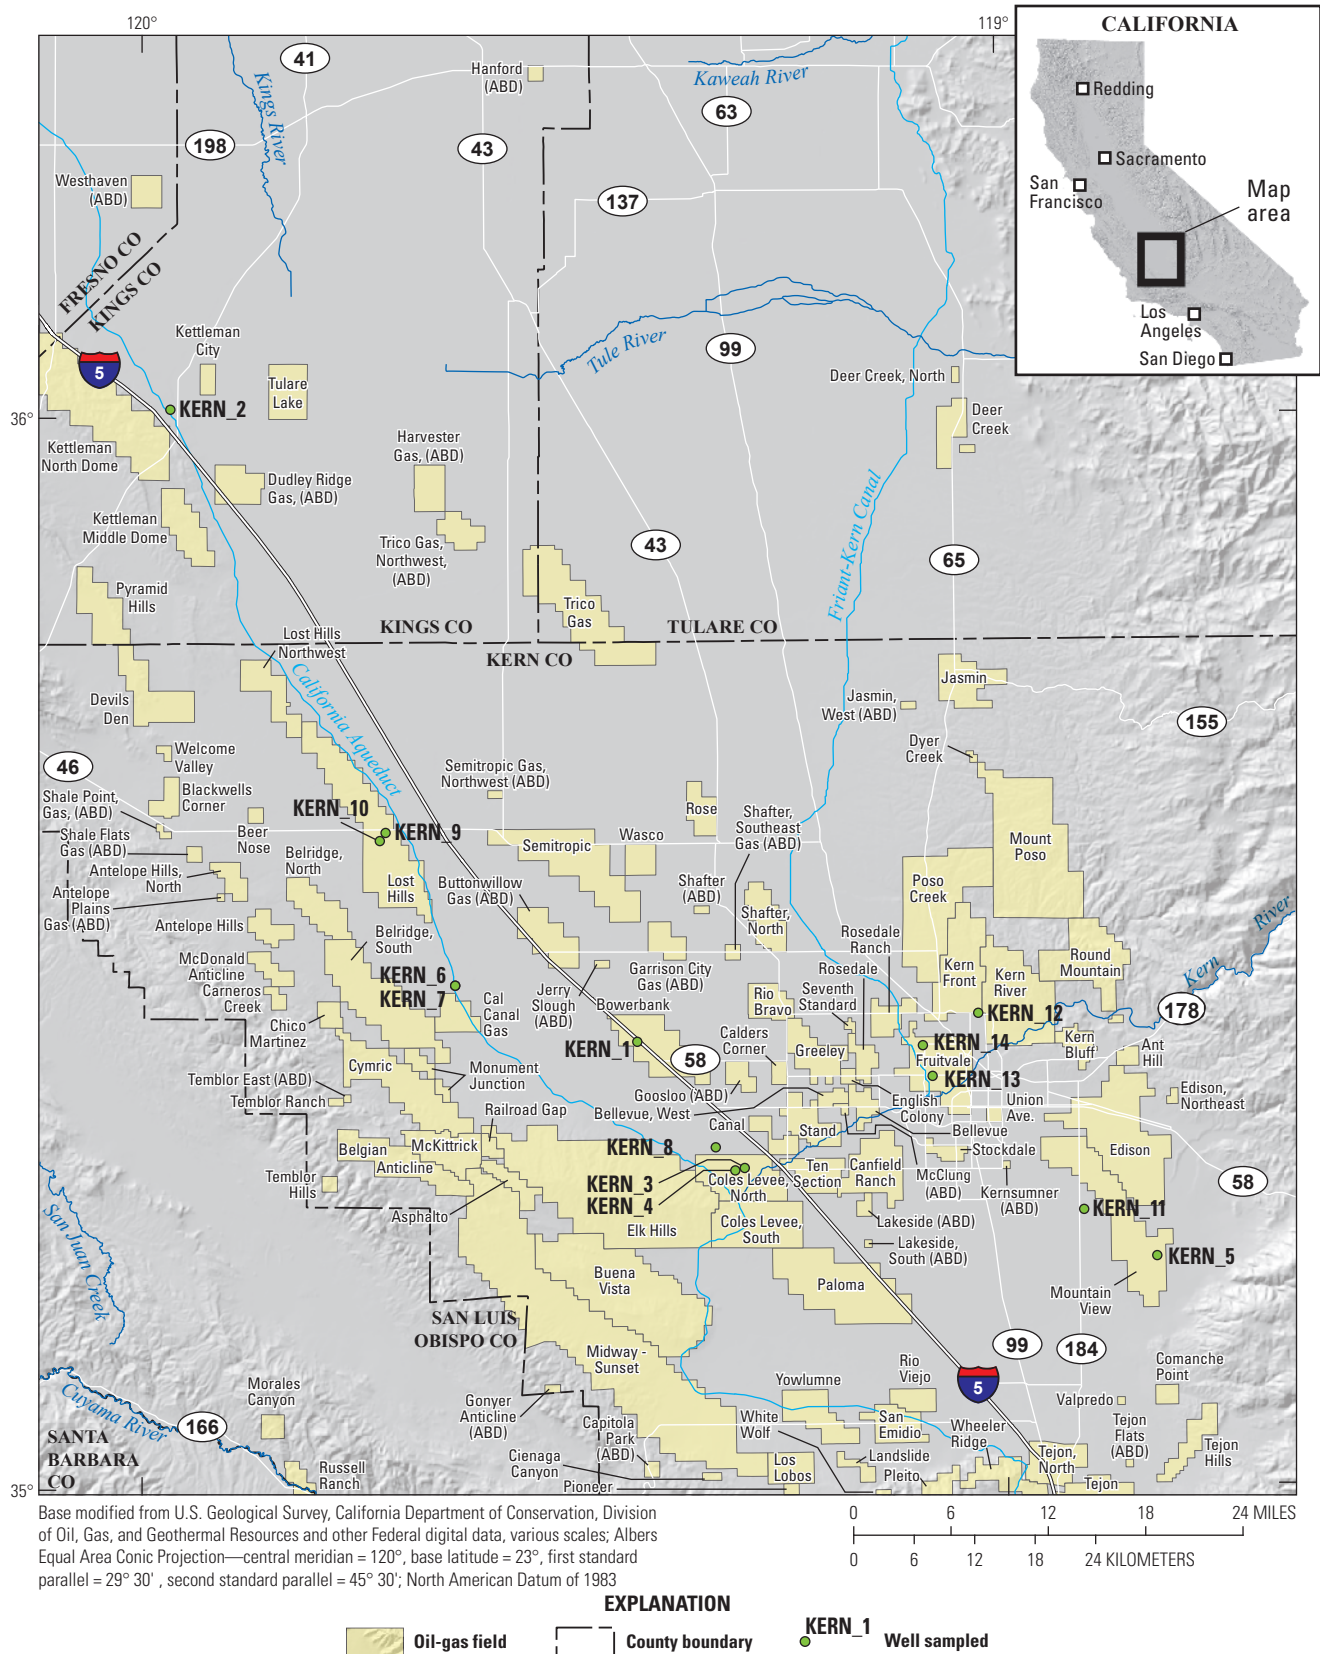 120°
119°
CALIFORNIA
Redding
Sacramento
San
Francisco
Map
area
Los
Angeles
San Diego
41
Kings River
Hanford
(ABD)
Kaweah River
63
198
43
Westhaven
(ABD)
137
FRESNO CO
KINGS CO
Kettleman
City
5
Tulare
Lake
Tule River
99
Deer Creek, North
36°
KERN_2
Deer
Creek
Kettleman
North Dome
Harvester
Gas, (ABD)
Dudley Ridge
Gas, (ABD)
Kettleman
Middle Dome
Trico Gas,
Northwest,
(ABD)
43
Friant-Kern Canal
65
Pyramid
Hills
Trico
Gas
KINGS CO
TULARE CO
KERN CO
Lost Hills
Northwest
California Aqueduct
Devils
Den
Jasmin
Jasmin,
West (ABD)
155
Dyer
Creek
Welcome
Valley
46
Semitropic Gas,
Northwest (ABD)
Blackwells
Corner
Shale Point,
Gas, (ABD)
KERN_10
KERN_9
Rose
Shafter,
Southeast
Gas (ABD)
Mount
Poso
Shale Flats
Gas (ABD)
Beer
Nose
Belridge,
North
Semitropic
Wasco
Antelope Hills,
North
Lost
Hills
Buttonwillow
Gas (ABD)
Shafter
(ABD)
Poso
Creek
Antelope
Plains
Gas (ABD)
Shafter,
North
Antelope Hills
Belridge,
South
Rosedale
Ranch
Kern
River
McDonald
Anticline
Carneros
Creek
KERN_6
KERN_7
Garrison City
Gas (ABD)
Rosedale
Kern
Front
Kern
River
Round
Mountain
Jerry
Slough
(ABD)
Cal
Canal
Gas
Bowerbank
Rio
Bravo
Seventh
Standard
KERN_12
178
Chico
Martinez
KERN_1
58
Calders
Corner
Greeley
KERN_14
Fruitvale
Kern
Bluff
Ant
Hill
Cymric
Monument
Junction
KERN_13
Temblor East (ABD)
Temblor Ranch
Goosloo (ABD)
English
Colony
Union
Ave.
Edison,
Northeast
Railroad Gap
Bellevue, West
Canal
Stand
Bellevue
Belgian
Anticline
McKittrick
KERN_8
Stockdale
Edison
Temblor
Hills
KERN_3
KERN_4
Coles Levee,
North
Ten
Section
Canfield
Ranch
McClung
(ABD)
Kernsumner
(ABD)
58
Asphalto
Elk Hills
Coles Levee,
South
Lakeside (ABD)
KERN_11
San Juan Creek
Lakeside,
South (ABD)
KERN_5
Buena
Vista
Paloma
Mountain
View
SAN LUIS
OBISPO CO
Midway -
Sunset
99
184
Rio
Viejo
Comanche
Point
5
Cuyama River
Morales
Canyon
Gonyer
Anticline
(ABD)
Yowlumne
Valpredo
166
Capitola
Park
(ABD)
White
Wolf
San
Emidio
Wheeler
Ridge
Tejon
Flats
(ABD)
SANTA
BARBARA
CO
Cienaga
Canyon
Landslide
Tejon,
North
Tejon
Hills
Russell
Ranch
Los
Lobos
Pleito
Pioneer
Tejon
35°
Base modified from U.S. Geological Survey, California Department of Conservation, Division
of Oil, Gas, and Geothermal Resources and other Federal digital data, various scales; Albers
Equal Area Conic Projection—central meridian = 120°, base latitude = 23°, first standard
parallel = 29° 30' , second standard parallel = 45° 30'; North American Datum of 1983
0 6 12 18 24 MILES
0 6 12 18 24 KILOMETERS
EXPLANATION
Oil-gas field
County boundary
KERN_1
Well sampled